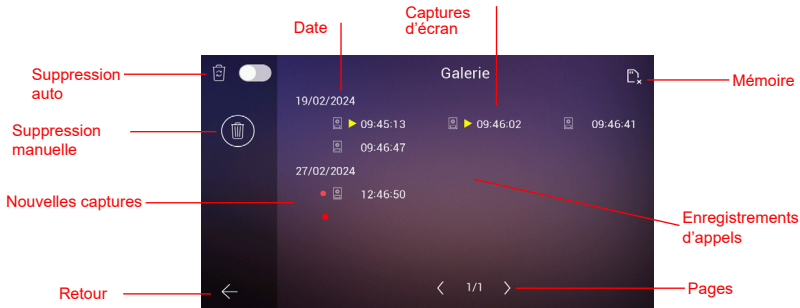 Captures
d'écran
Date
Suppression
auto
Galerie
Mémoire
19/02/2024
09:45:13
09:46:02
09:46:41
Suppression
manuelle
09:46:47
27/02/2024
Nouvelles captures
12:46:50
Enregistrements
d'appels
Retour
1/1
Pages